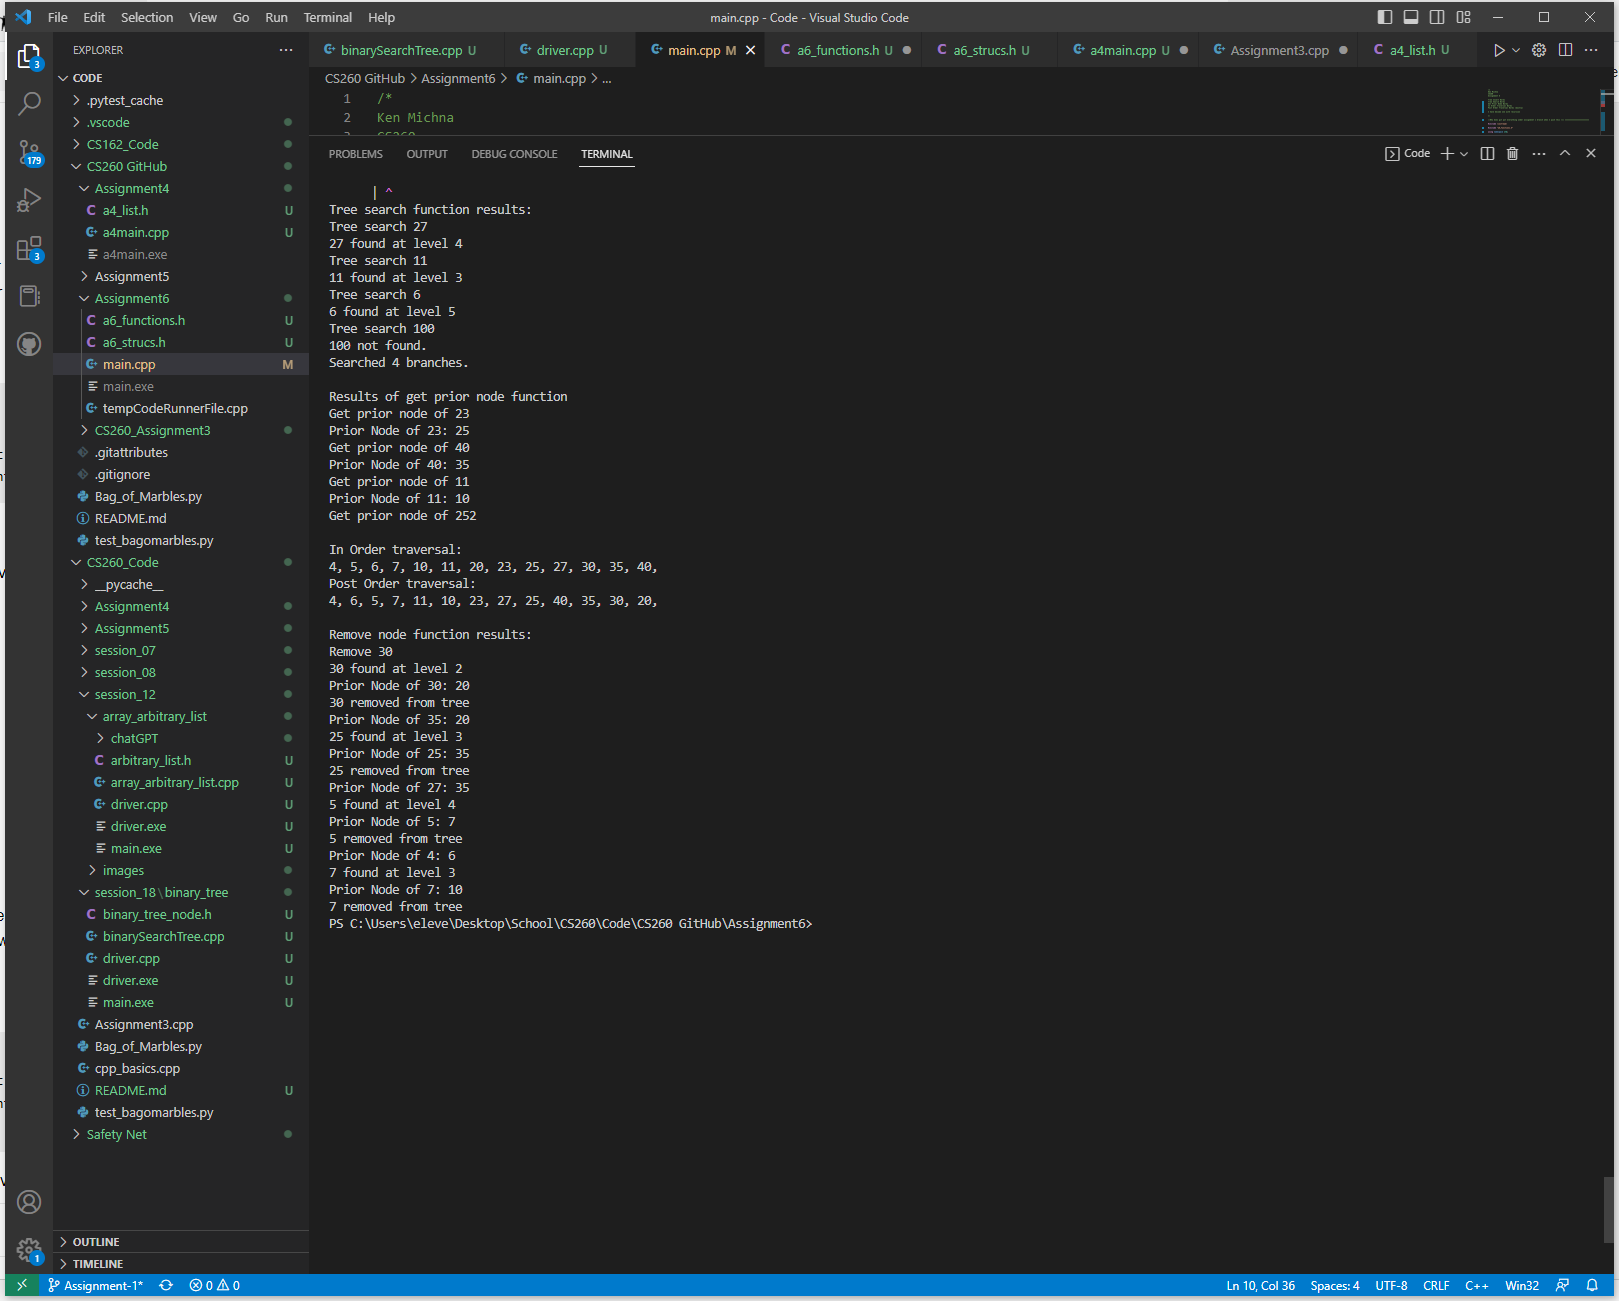 File Edit Selection View Go Run Terminal Help
main.cpp - Code - Visual Studio Code
EXPLORER
CODE
.pytest_cache
.vscode
CS162_Code
CS260 GitHub
Assignment4
a4_list.h U
a4main.cpp U
a4main.exe
Assignment5
Assignment6
a6_functions.h U
a6_strucs.h U
main.cpp M
main.exe
tempCodeRunnerFile.cpp
CS260_Assignment3
.gitattributes
.gitignore
Bag_of_Marbles.py
README.md
test_bagomarbles.py
CS260_Code
__pycache__
Assignment4
Assignment5
session_07
session_08
session_12
array_arbitrary_list
chatGPT
arbitrary_list.h U
array_arbitrary_list.cpp U
driver.cpp U
driver.exe U
main.exe U
images
session_18\binary_tree
binary_tree_node.h U
binarySearchTree.cpp U
driver.cpp U
driver.exe U
main.exe U
Assignment3.cpp
Bag_of_Marbles.py
cpp_basics.cpp
README.md U
test_bagomarbles.py
Safety Net
OUTLINE
TIMELINE
3
179
3
1
binarySearchTree.cpp U driver.cpp U main.cpp M a6_functions.h U a6_strucs.h U a4main.cpp U Assignment3.cpp a4_list.h U
CS260 GitHub > Assignment6 > main.cpp > ...
1 /*
2 Ken Michna
3 CS260
PROBLEMS OUTPUT DEBUG CONSOLE TERMINAL
Code
| ^
Tree search function results:
Tree search 27
27 found at level 4
Tree search 11
11 found at level 3
Tree search 6
6 found at level 5
Tree search 100
100 not found.
Searched 4 branches.
Results of get prior node function
Get prior node of 23
Prior Node of 23: 25
Get prior node of 40
Prior Node of 40: 35
Get prior node of 11
Prior Node of 11: 10
Get prior node of 252
In Order traversal:
4, 5, 6, 7, 10, 11, 20, 23, 25, 27, 30, 35, 40,
Post Order traversal:
4, 6, 5, 7, 11, 10, 23, 27, 25, 40, 35, 30, 20,
Remove node function results:
Remove 30
30 found at level 2
Prior Node of 30: 20
30 removed from tree
Prior Node of 35: 20
25 found at level 3
Prior Node of 25: 35
25 removed from tree
Prior Node of 27: 35
5 found at level 4
Prior Node of 5: 7
5 removed from tree
Prior Node of 4: 6
7 found at level 3
Prior Node of 7: 10
7 removed from tree
PS C:\Users\eleve\Desktop\School\CS260\Code\CS260 GitHub\Assignment6>
Assignment-1* 0 0
Ln 10, Col 36 Spaces: 4 UTF-8 CRLF C++ Win32